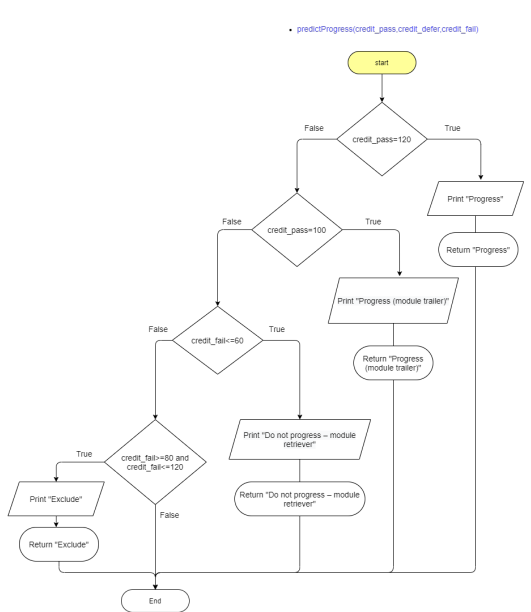 predictProgress(credit_pass,credit_defer,credit_fail)
start
False
True
credit_pass=120
Print "Progress"
False
True
credit_pass=100
Return "Progress"
Print "Progress (module trailer)"
False
True
credit_fail<=60
Return "Progress
(module trailer)"
Print "Do not progress – module
retriever"
True
credit_fail>=80 and
credit_fail<=120
Print "Exclude"
Return "Do not progress – module
retriever"
False
Return "Exclude"
End